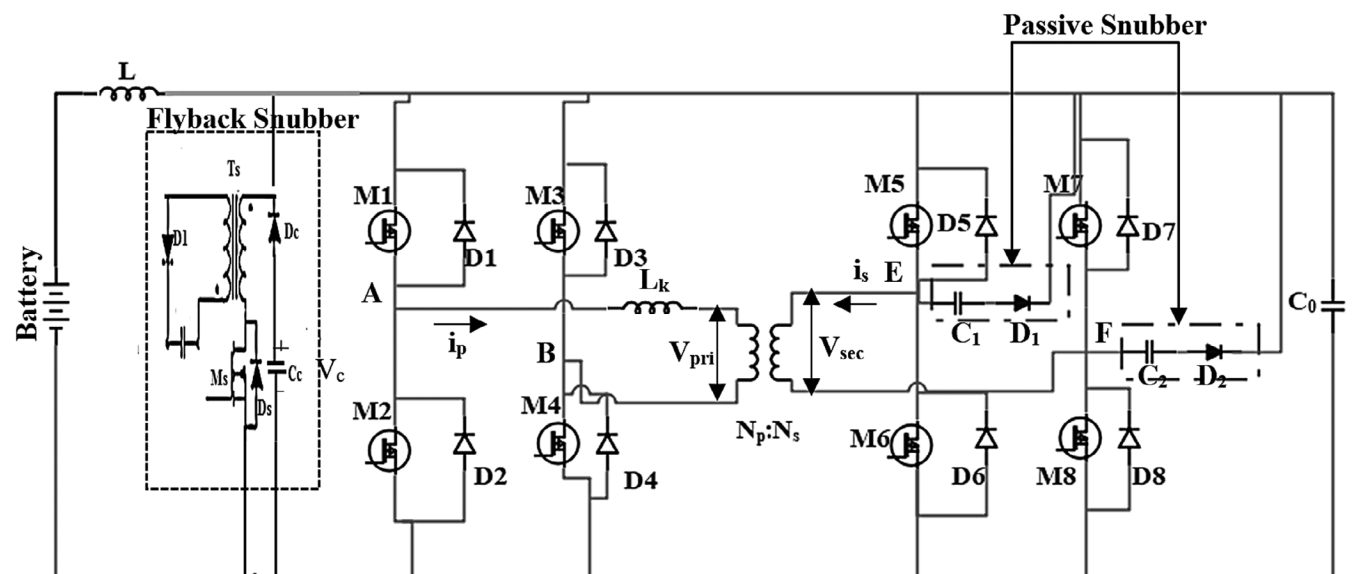 Passive Snubber
L
Flyback Snubber
Ts
D1
Dc
Ms
Ds
Cc
Vc
+
-
Battery
M1
D1
A
ip
M2
D2
M3
D3
B
M4
D4
Lk
Vpri
Vsec
Np:Ns
is
M5
D5
E
C1
D1
M7
D7
F
C2
D2
M6
D6
M8
D8
C0